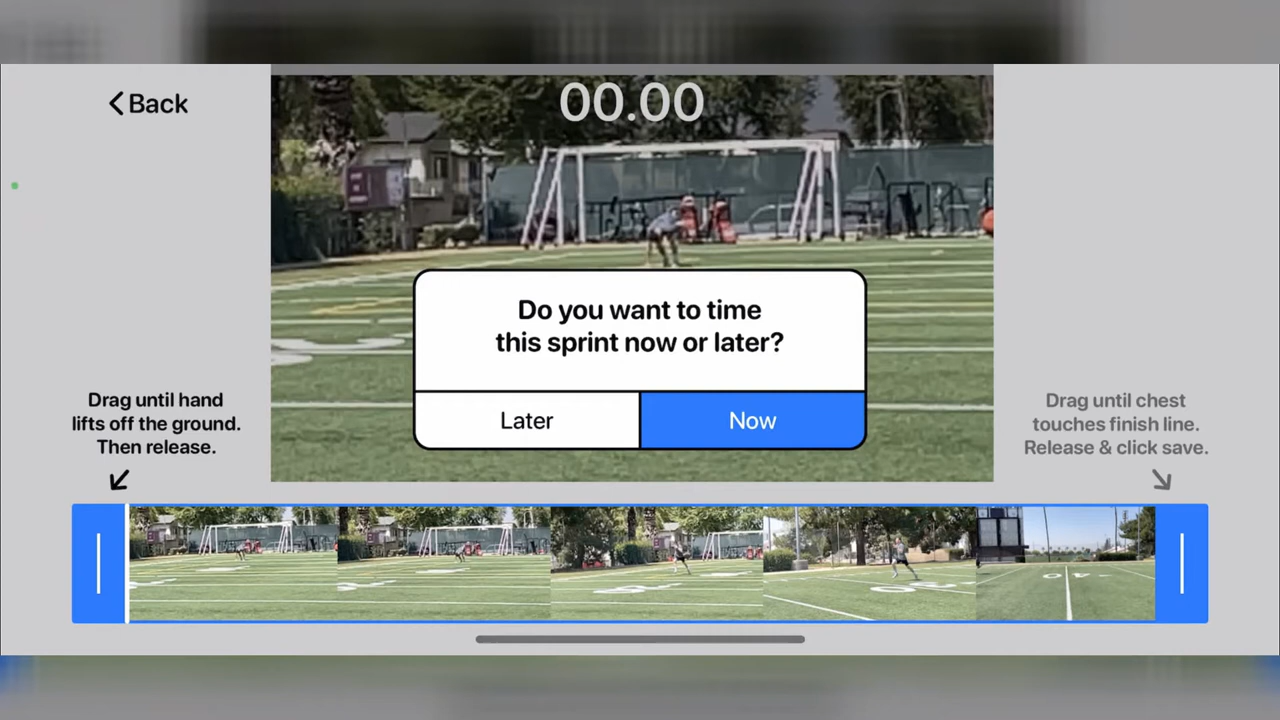 Back
00.00
Do you want to time
this sprint now or later?
Later
Now
Drag until hand
lifts off the ground.
Then release.
Drag until chest
touches finish line.
Release & click save.